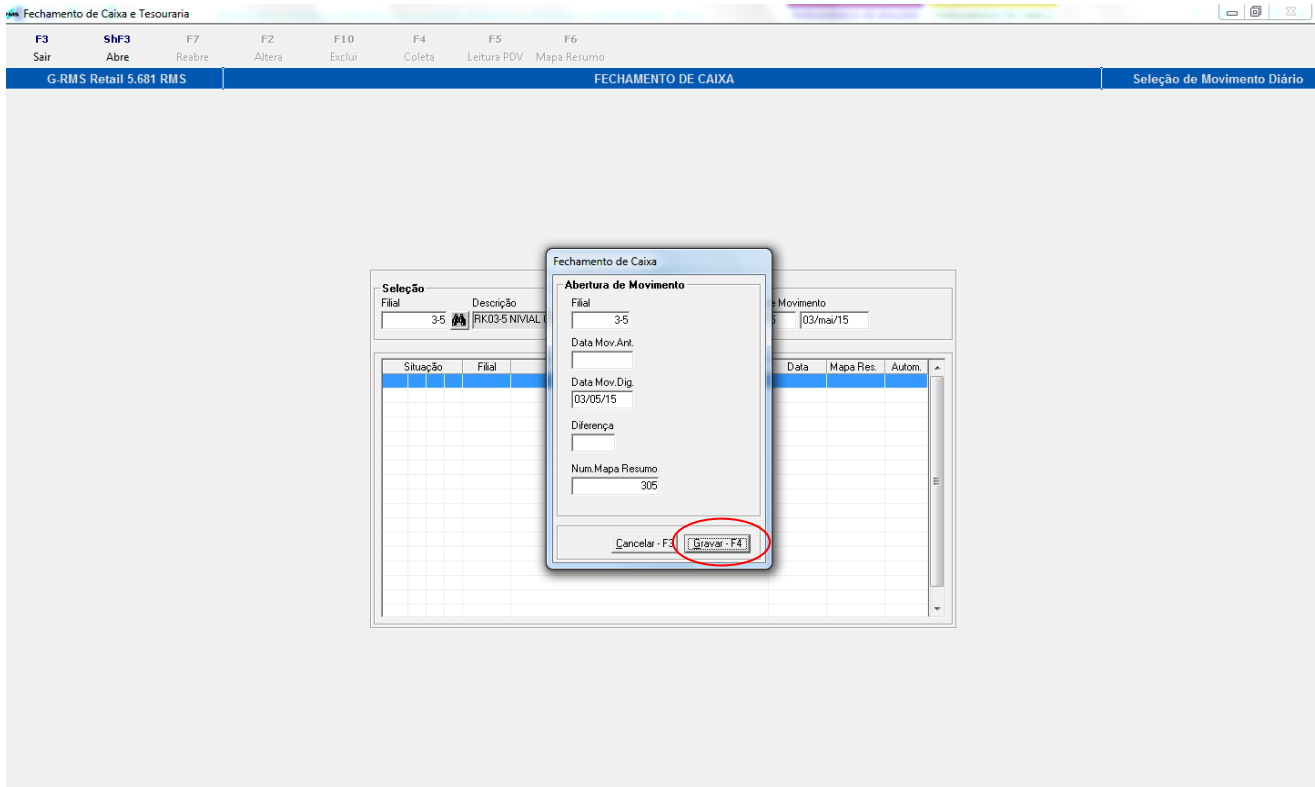 RMS Fechamento de Caixa e Tesouraria
F3 ShF3 F7 F2 F10 F4 F5 F6
Sair Abre Reabre Altera Exclui Coleta Leitura PDV Mapa Resumo
G-RMS Retail 5.681 RMS FECHAMENTO DE CAIXA Seleção de Movimento Diário
Fechamento de Caixa
Seleção
Filial Descrição e Movimento
3-5 RK03-5 NIVIAL 5 03/mai/15
Situação Filial Data Mapa Res. Autom.
Abertura de Movimento
Filial
3-5
Data Mov.Ant.
Data Mov.Dig.
03/05/15
Diferença
Num.Mapa Resumo
305
Cancelar - F3 Gravar - F4